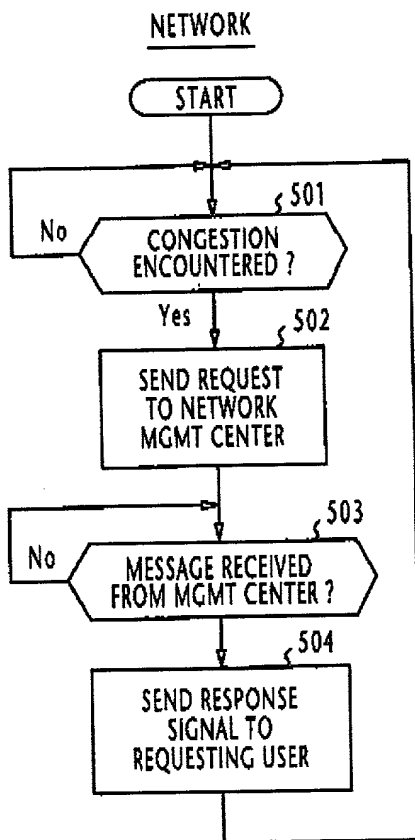 NETWORK
START
501
No
CONGESTION
ENCOUNTERED ?
Yes
502
SEND REQUEST
TO NETWORK
MGMT CENTER
503
No
MESSAGE RECEIVED
FROM MGMT CENTER ?
504
SEND RESPONSE
SIGNAL TO
REQUESTING USER